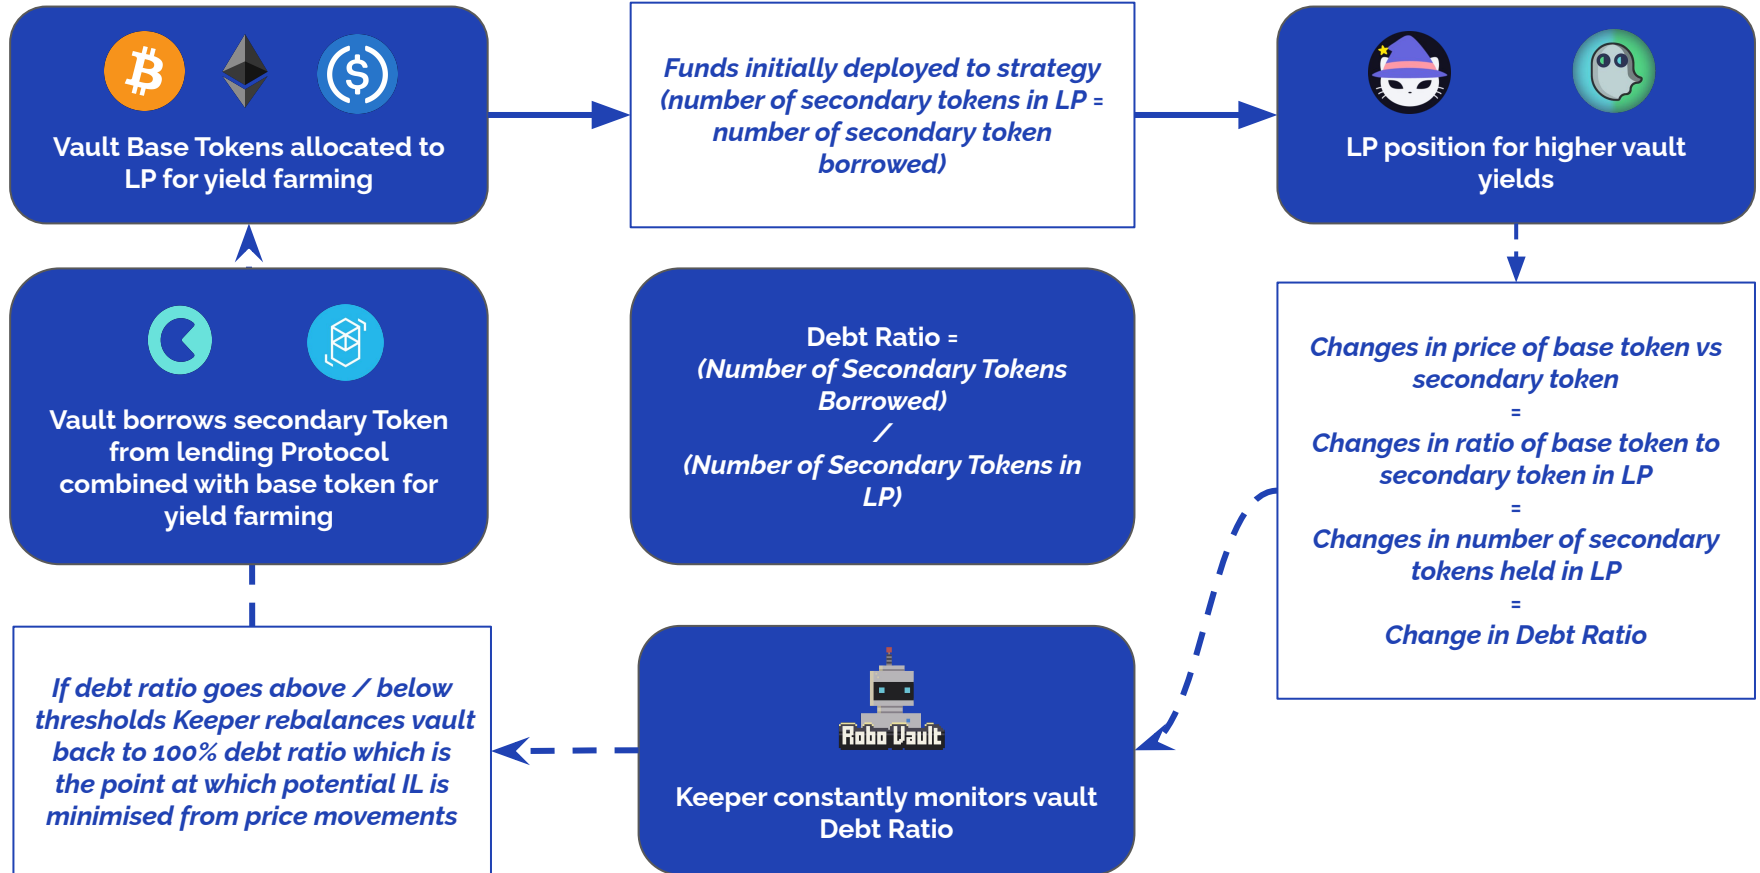 Vault Base Tokens allocated to
LP for yield farming
Funds initially deployed to strategy
(number of secondary tokens in LP =
number of secondary token
borrowed)
LP position for higher vault
yields
Vault borrows secondary Token
from lending Protocol
combined with base token for
yield farming
Debt Ratio =
(Number of Secondary Tokens
Borrowed)
/
(Number of Secondary Tokens in
LP)
Changes in price of base token vs
secondary token
=
Changes in ratio of base token to
secondary token in LP
=
Changes in number of secondary
tokens held in LP
=
Change in Debt Ratio
If debt ratio goes above / below
thresholds Keeper rebalances vault
back to 100% debt ratio which is
the point at which potential IL is
minimised from price movements
Robo Vault
Keeper constantly monitors vault
Debt Ratio